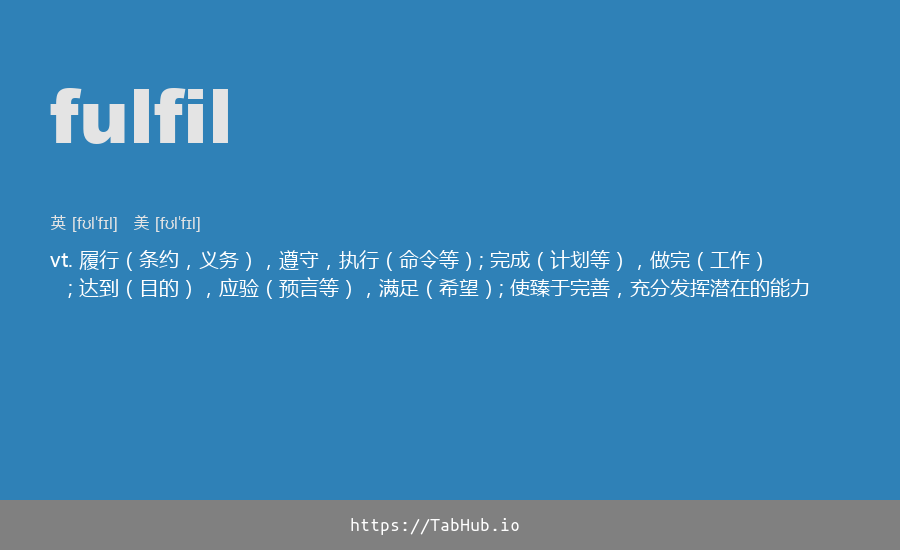 fulfil
英 [fʊlˈfɪl] 美 [fʊlˈfɪl]
vt. 履行（条约，义务），遵守，执行（命令等）; 完成（计划等），做完（工作）
; 达到（目的），应验（预言等），满足（希望）; 使臻于完善，充分发挥潜在的能力
https://TabHub.io